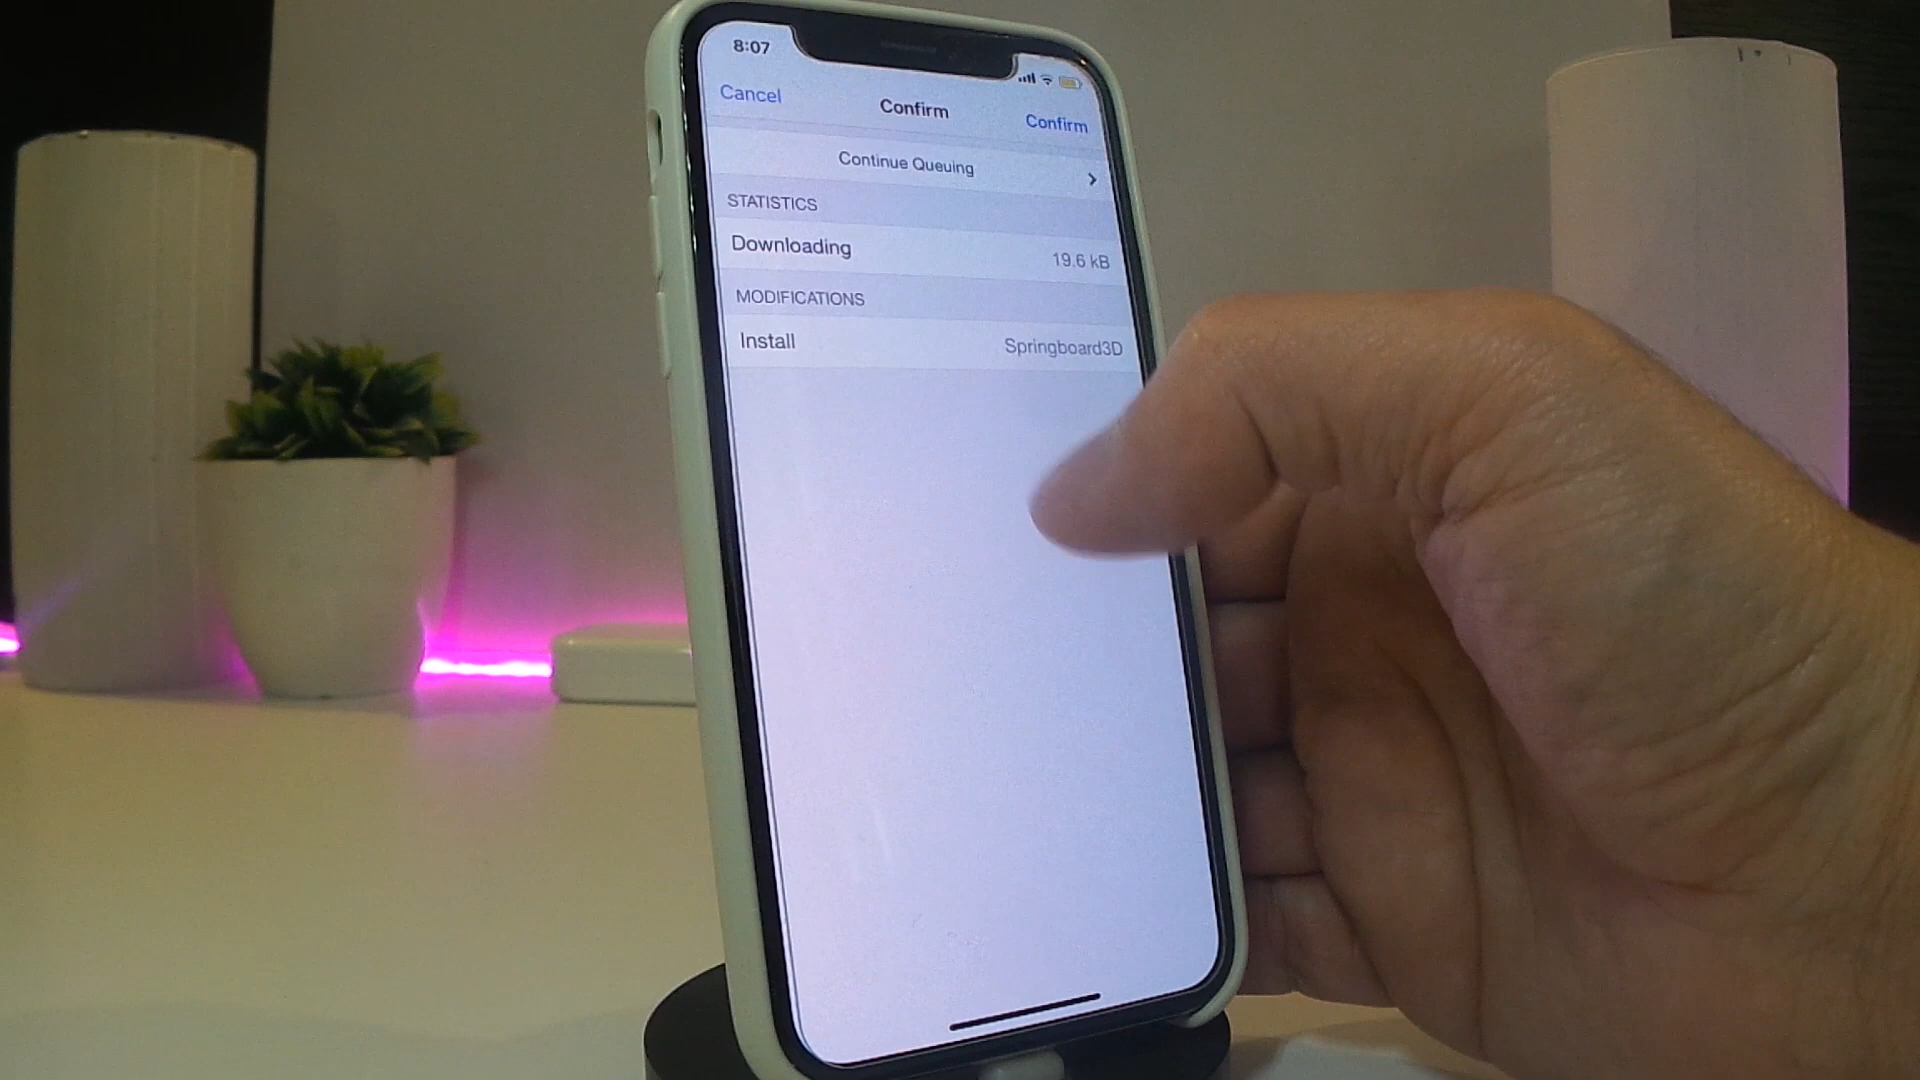 8:07
Cancel Confirm Confirm
Continue Queuing
STATISTICS
Downloading 19.6 kB
MODIFICATIONS
Install Springboard3D